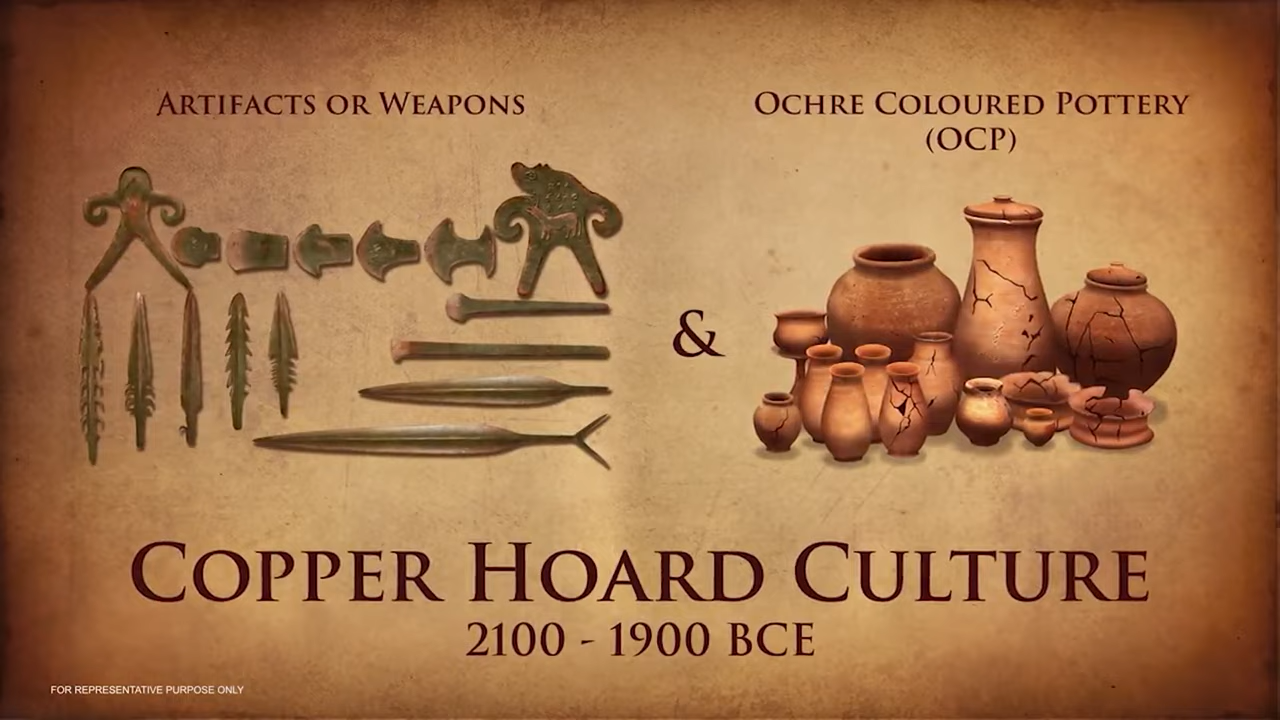 Artifacts or Weapons
Ochre Coloured Pottery
(OCP)
&
Copper Hoard Culture
2100 - 1900 BCE
FOR REPRESENTATIVE PURPOSE ONLY